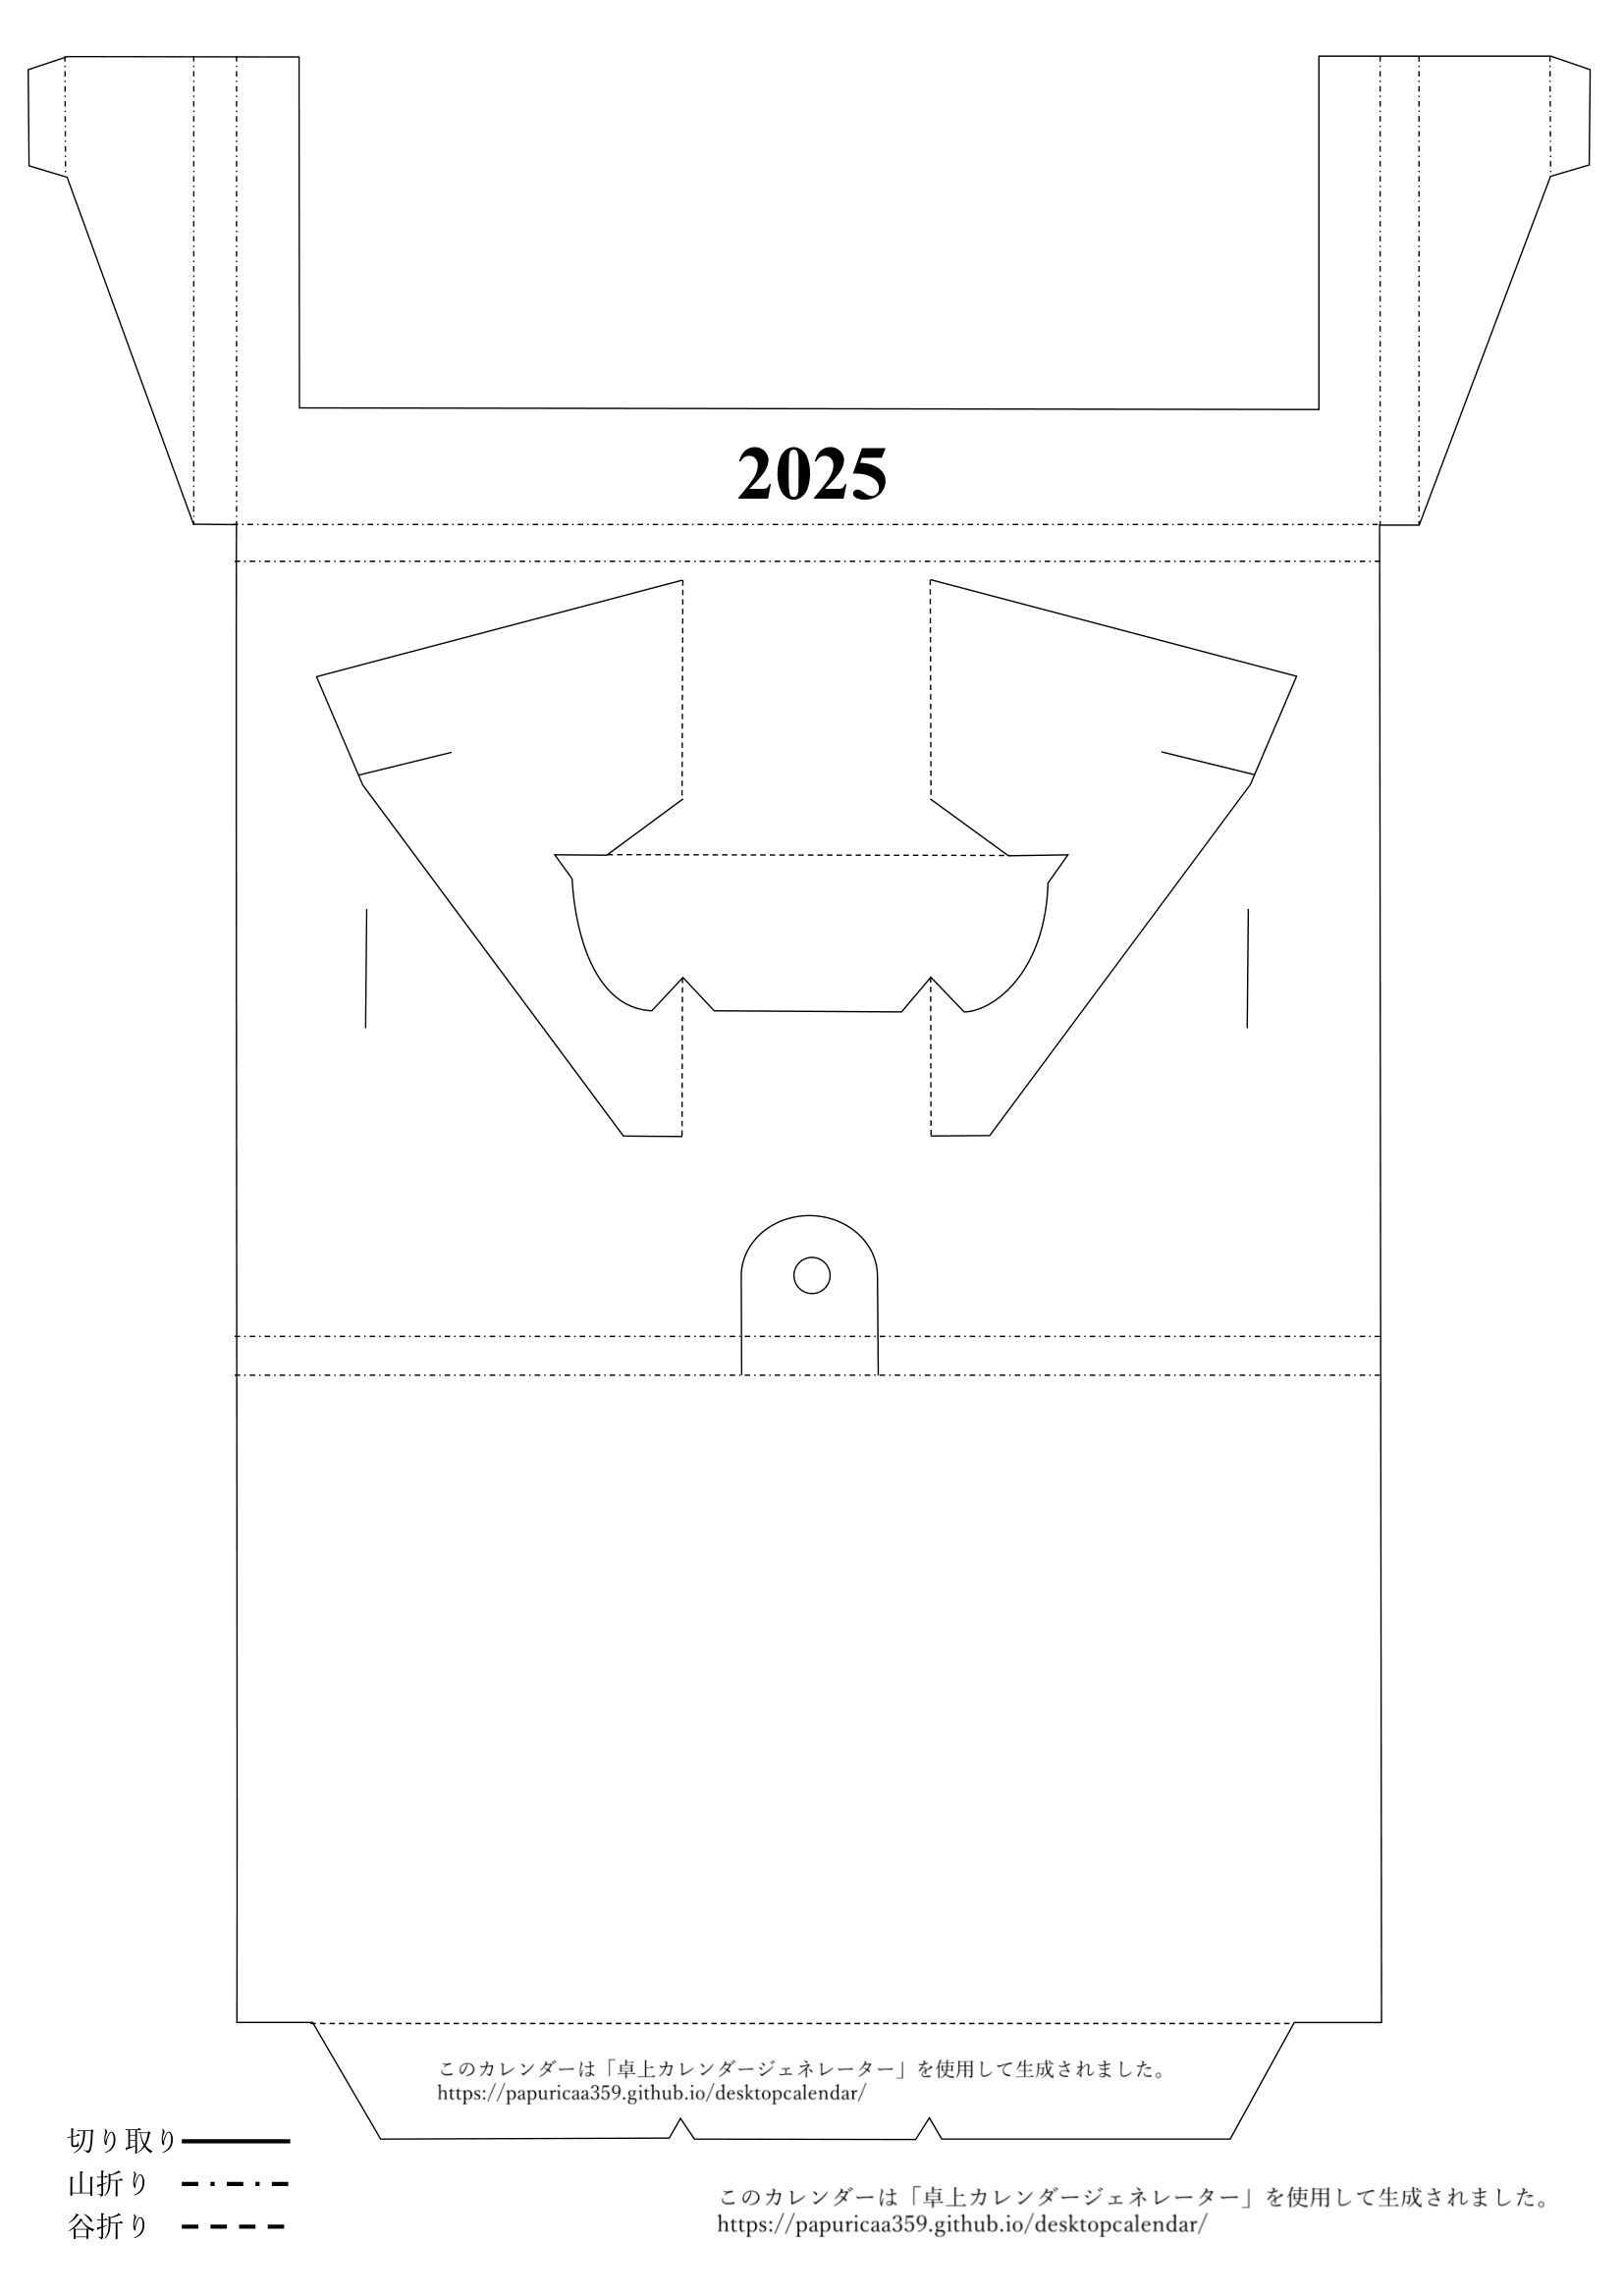 2025
このカレンダーは「卓上カレンダージェネレーター」を使用して生成されました。
https://papuricaa359.github.io/desktopcalendar/
切り取り
山折り
谷折り
このカレンダーは「卓上カレンダージェネレーター」を使用して生成されました。
https://papuricaa359.github.io/desktopcalendar/